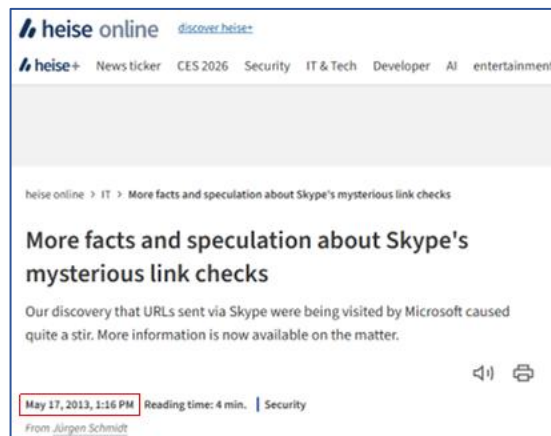 heise online discover heise+
heise+ News ticker CES 2026 Security IT & Tech Developer AI entertainment
heise online > IT > More facts and speculation about Skype's mysterious link checks
More facts and speculation about Skype's
mysterious link checks
Our discovery that URLs sent via Skype were being visited by Microsoft caused
quite a stir. More information is now available on the matter.
May 17, 2013, 1:16 PM Reading time: 4 min. Security
From Jürgen Schmidt